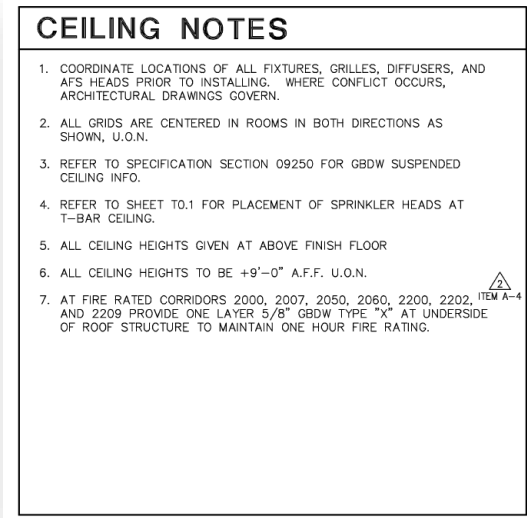 CEILING NOTES
1. COORDINATE LOCATIONS OF ALL FIXTURES, GRILLES, DIFFUSERS, AND
AFS HEADS PRIOR TO INSTALLING. WHERE CONFLICT OCCURS,
ARCHITECTURAL DRAWINGS GOVERN.
2. ALL GRIDS ARE CENTERED IN ROOMS IN BOTH DIRECTIONS AS
SHOWN, U.O.N.
3. REFER TO SPECIFICATION SECTION 09250 FOR GBDW SUSPENDED
CEILING INFO.
4. REFER TO SHEET T0.1 FOR PLACEMENT OF SPRINKLER HEADS AT
T-BAR CEILING.
5. ALL CEILING HEIGHTS GIVEN AT ABOVE FINISH FLOOR
6. ALL CEILING HEIGHTS TO BE +9'-0" A.F.F. U.O.N.
2
ITEM A-4
7. AT FIRE RATED CORRIDORS 2000, 2007, 2050, 2060, 2200, 2202,
AND 2209 PROVIDE ONE LAYER 5/8" GBDW TYPE "X" AT UNDERSIDE
OF ROOF STRUCTURE TO MAINTAIN ONE HOUR FIRE RATING.